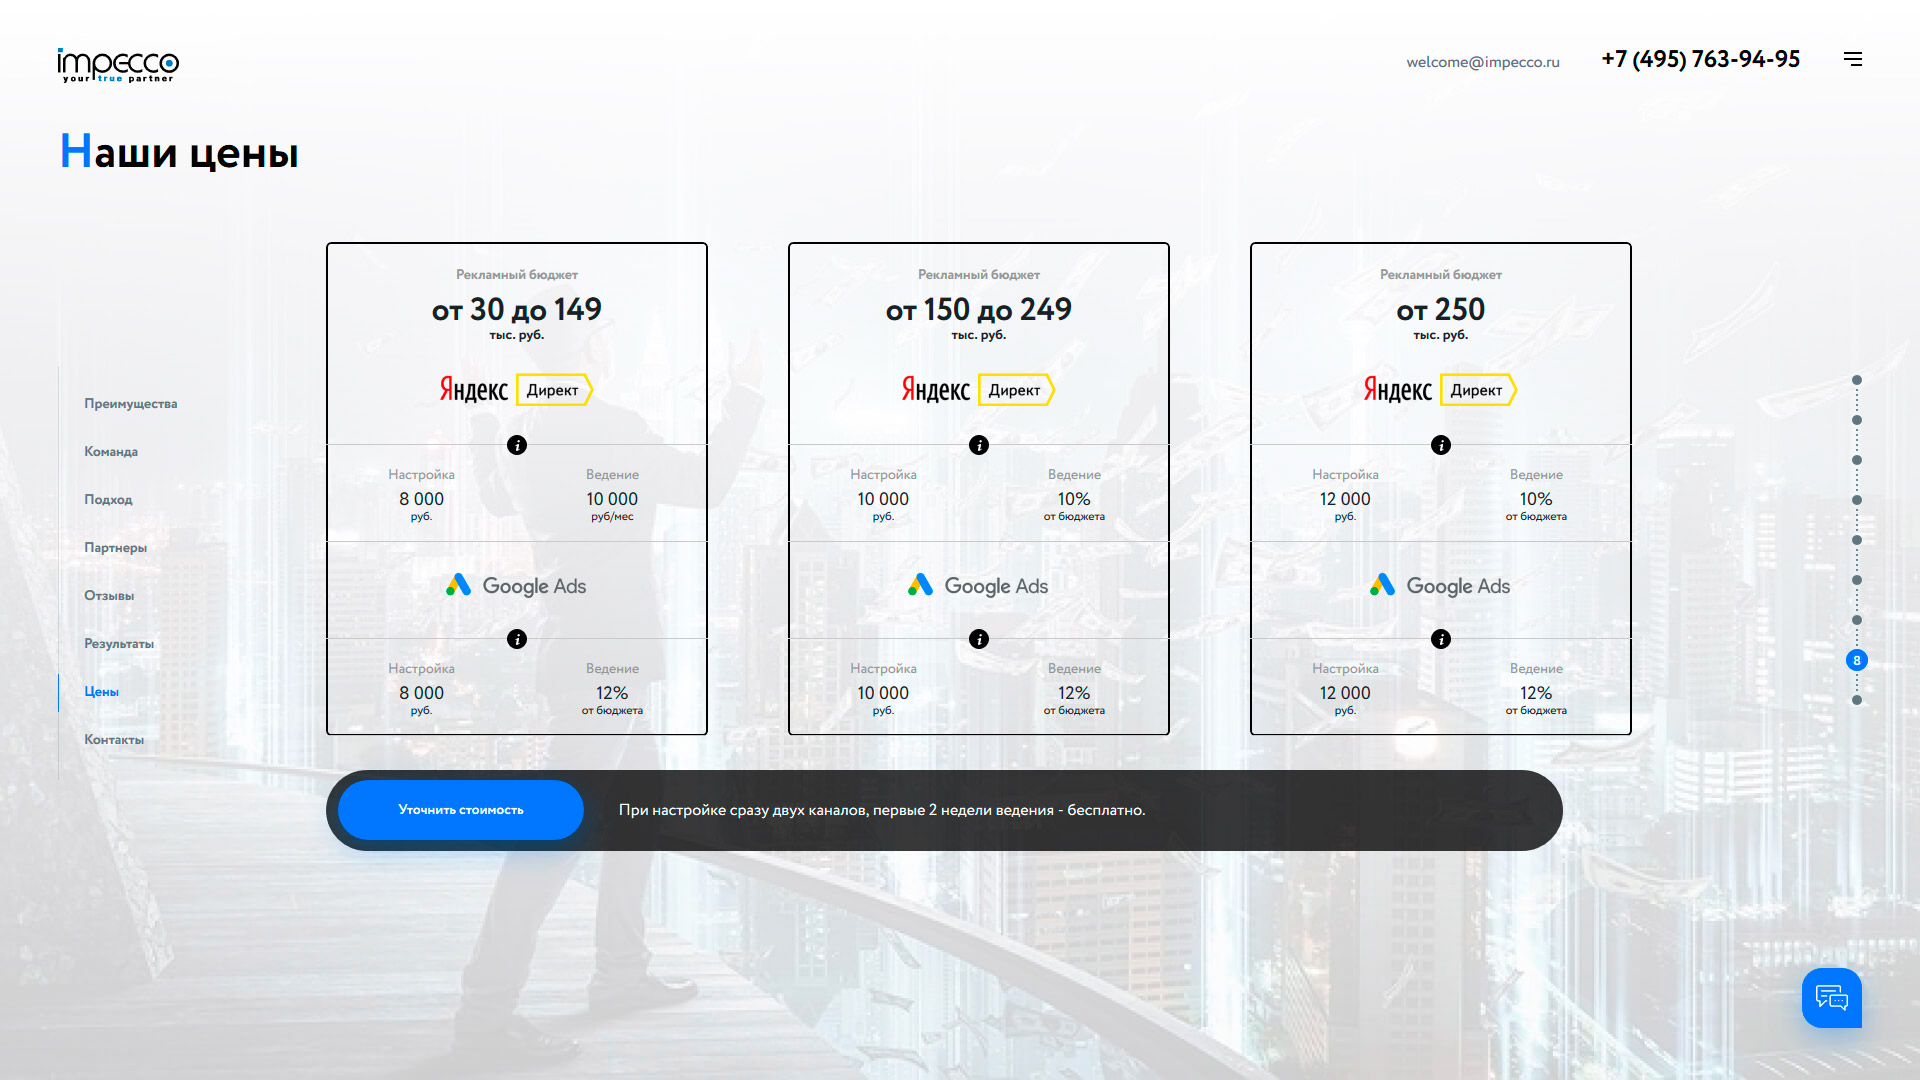 impecco
your true partner
welcome@impecco.ru
+7 (495) 763-94-95
Наши цены
Преимущества
Команда
Подход
Партнеры
Отзывы
Результаты
Цены
Контакты
Рекламный бюджет
от 30 до 149
тыс. руб.
Яндекс Директ
i
Настройка
8 000
руб.
Ведение
10 000
руб/мес
Google Ads
i
Настройка
8 000
руб.
Ведение
12%
от бюджета
Рекламный бюджет
от 150 до 249
тыс. руб.
Яндекс Директ
i
Настройка
10 000
руб.
Ведение
10%
от бюджета
Google Ads
i
Настройка
10 000
руб.
Ведение
12%
от бюджета
Рекламный бюджет
от 250
тыс. руб.
Яндекс Директ
i
Настройка
12 000
руб.
Ведение
10%
от бюджета
Google Ads
i
Настройка
12 000
руб.
Ведение
12%
от бюджета
8
Уточнить стоимость
При настройке сразу двух каналов, первые 2 недели ведения - бесплатно.